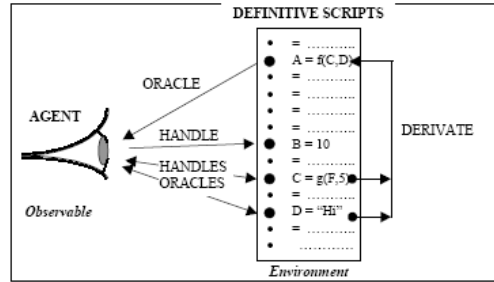 DEFINITIVE SCRIPTS
• = ...........
• A = f(C,D)
• = ...........
• = ...........
• = ...........
• = ...........
• B = 10
• = ...........
• C = g(F,5)
• = ...........
• D = “Hi”
• = ...........
• ............
Environment
ORACLE
AGENT
HANDLE
HANDLES
ORACLES
Observable
DERIVATE